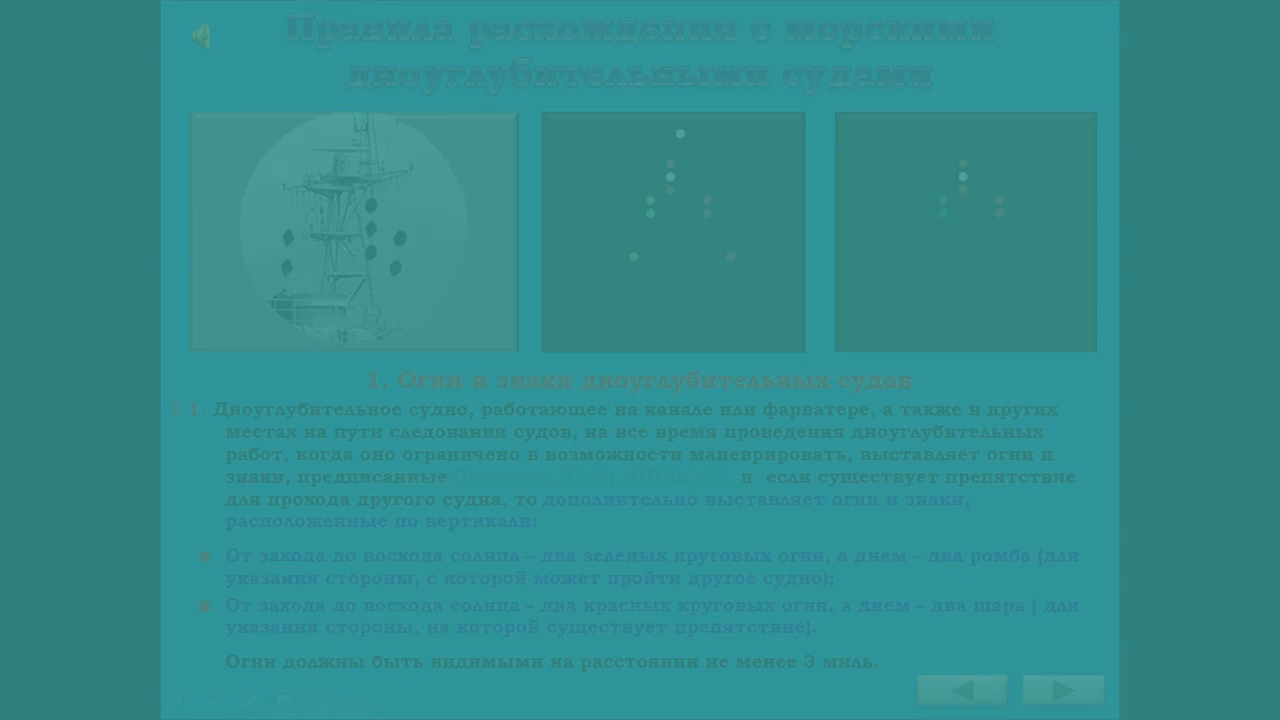 Правила расхождения с морскими
дноуглубительными судами
1. Огни и знаки дноуглубительных судов
1.1. Дноуглубительное судно, работающее на канале или фарватере, а также в других
местах на пути следования судов, на все время проведения дноуглубительных
работ, когда оно ограничено в возможности маневрировать, выставляет огни и
знаки, предписанные и если существует препятствие
для прохода другого судна, то дополнительно выставляет огни и знаки,
расположенные по вертикали:
От захода до восхода солнца – два зеленых круговых огня, а днем – два ромба (для
указания стороны, с которой может пройти другое судно);
От захода до восхода солнца – два красных круговых огня, а днем – два шара ( для
указания стороны, на которой существует препятствие).
Огни должны быть видимыми на расстоянии не менее 3 миль.